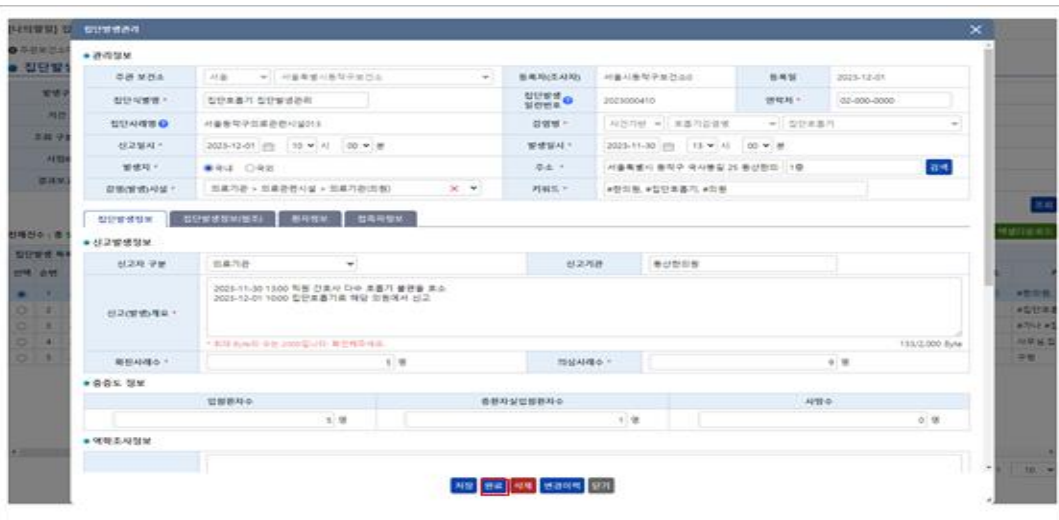 집단발생관리
관리정보
주관 보건소 서울 서울특별시동작구보건소 등록자(조사자) 서울시동작구보건소0 등록일 2023-12-01
집단식별명 * 집단호흡기 집단발생관리 집단발생 일련번호 2023000410 연락처 * 02-000-0000
집단사례명 서울동작구의료관련시설015 감염병 * 사건기반 호흡기감염병 집단호흡기
신고일시 * 2023-12-01 10 시 00 분 발생일시 * 2023-11-30 13 시 00 분
발생지 * 국내 국외 주소 * 서울특별시 동작구 국사봉길 25 동산한의 1층 검색
감염(발생)시설 * 의료기관 > 의료관련시설 > 의료기관(의원) 키워드 * #한의원, #집단호흡기, #의원
집단발생정보 집단발생정보(별지) 환자정보 접촉자정보
신고발생정보
신고자 구분 의료기관 신고기관 동산한의원
신고(발생)개요 *
2023-11-30 1300 직원 간호사 다수 호흡기 불편을 호소
2023-12-01 1000 집단호흡기로 해당 의원에서 신고
133/2,000 Byte
확진사례수 * 5 명 의심사례수 * 0 명
중증도 정보
입원환자수 중환자실입원환자수 사망수
5 명 1 명 0 명
역학조사정보
저장 완료 삭제 변경이력 닫기